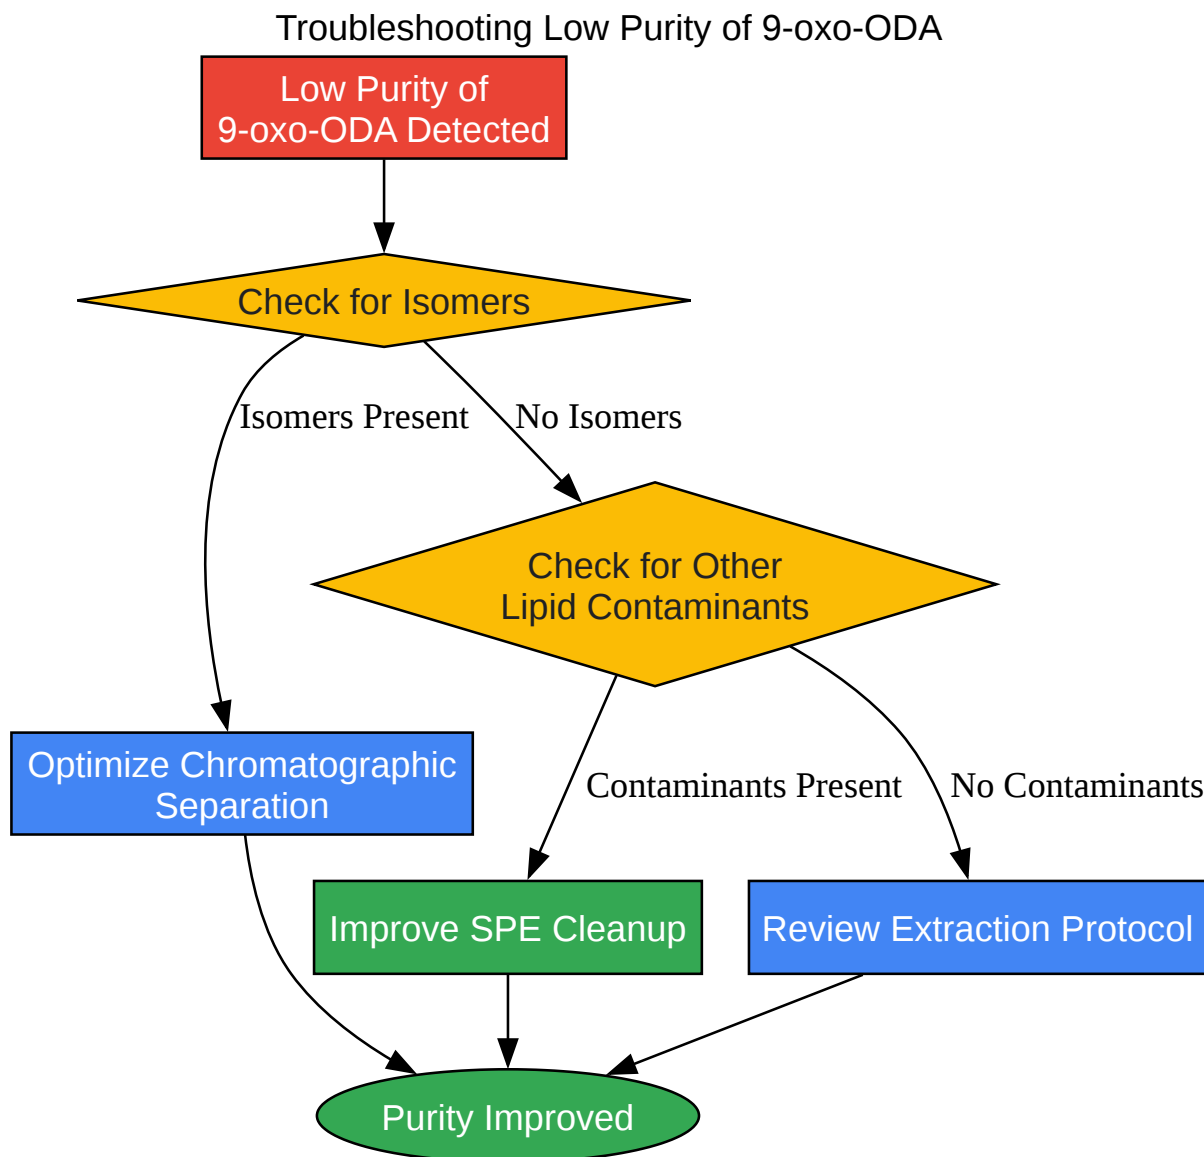 Troubleshooting Low Purity of 9-oxo-ODA
Low Purity of
9-oxo-ODA Detected
Check for Isomers
Isomers Present
No Isomers
Check for Other
Lipid Contaminants
Optimize Chromatographic
Separation
Contaminants Present
No Contaminants
Improve SPE Cleanup
Review Extraction Protocol
Purity Improved